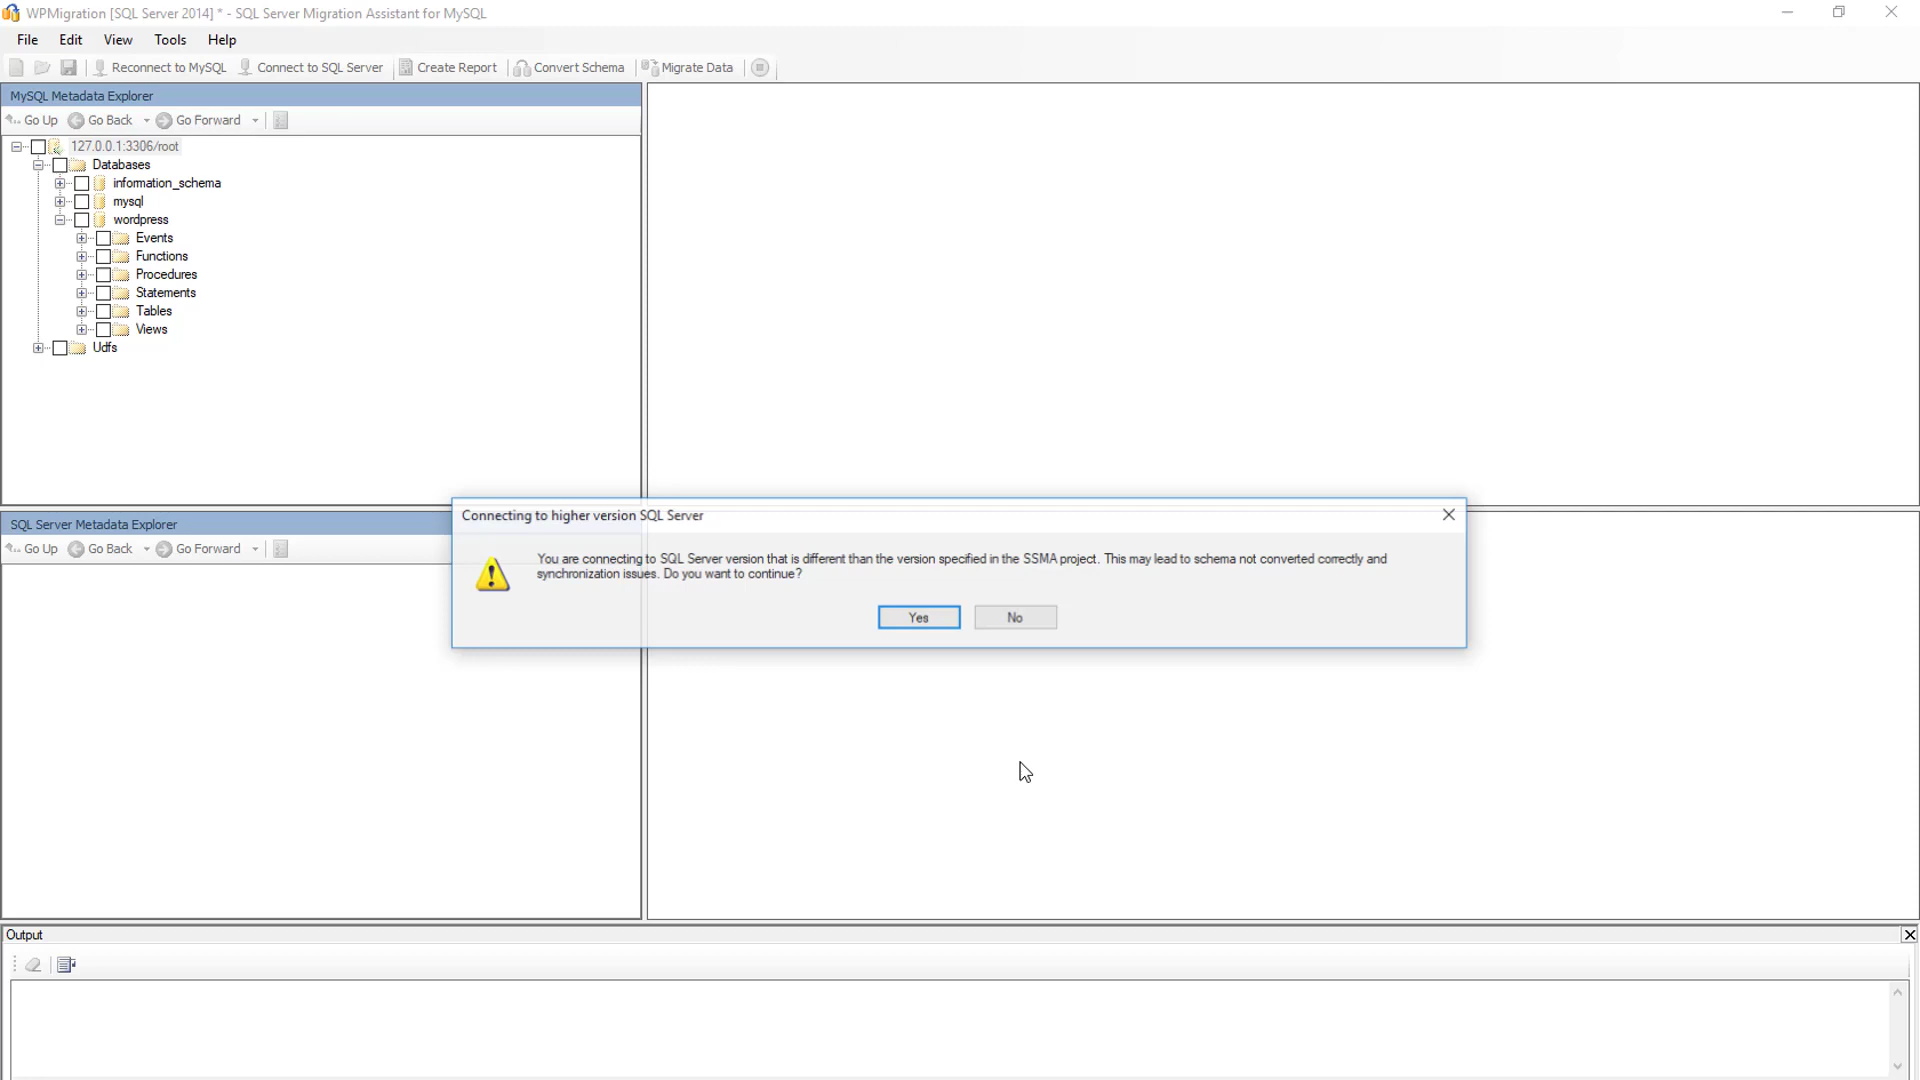 WPMigration [SQL Server 2014] * - SQL Server Migration Assistant for MySQL
File Edit View Tools Help
Reconnect to MySQL Connect to SQL Server Create Report Convert Schema Migrate Data
MySQL Metadata Explorer
Go Up Go Back Go Forward
127.0.0.1:3306/root
Databases
information_schema
mysql
wordpress
Events
Functions
Procedures
Statements
Tables
Views
Udfs
Connecting to higher version SQL Server
You are connecting to SQL Server version that is different than the version specified in the SSMA project. This may lead to schema not converted correctly and
synchronization issues. Do you want to continue?
Yes No
SQL Server Metadata Explorer
Go Up Go Back Go Forward
Output